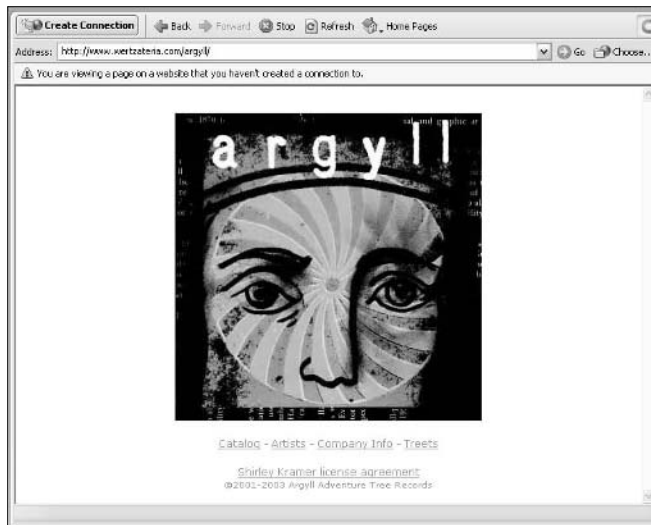 Create Connection Back Forward Stop Refresh Home Pages
Address: http://www.wertzateria.com/argyll/ Go Choose...
You are viewing a page on a website that you haven't created a connection to.
argyll
Catalog - Artists - Company Info - Treets
Shirley Kramer license agreement
©2001-2003 Argyll Adventure Tree Records